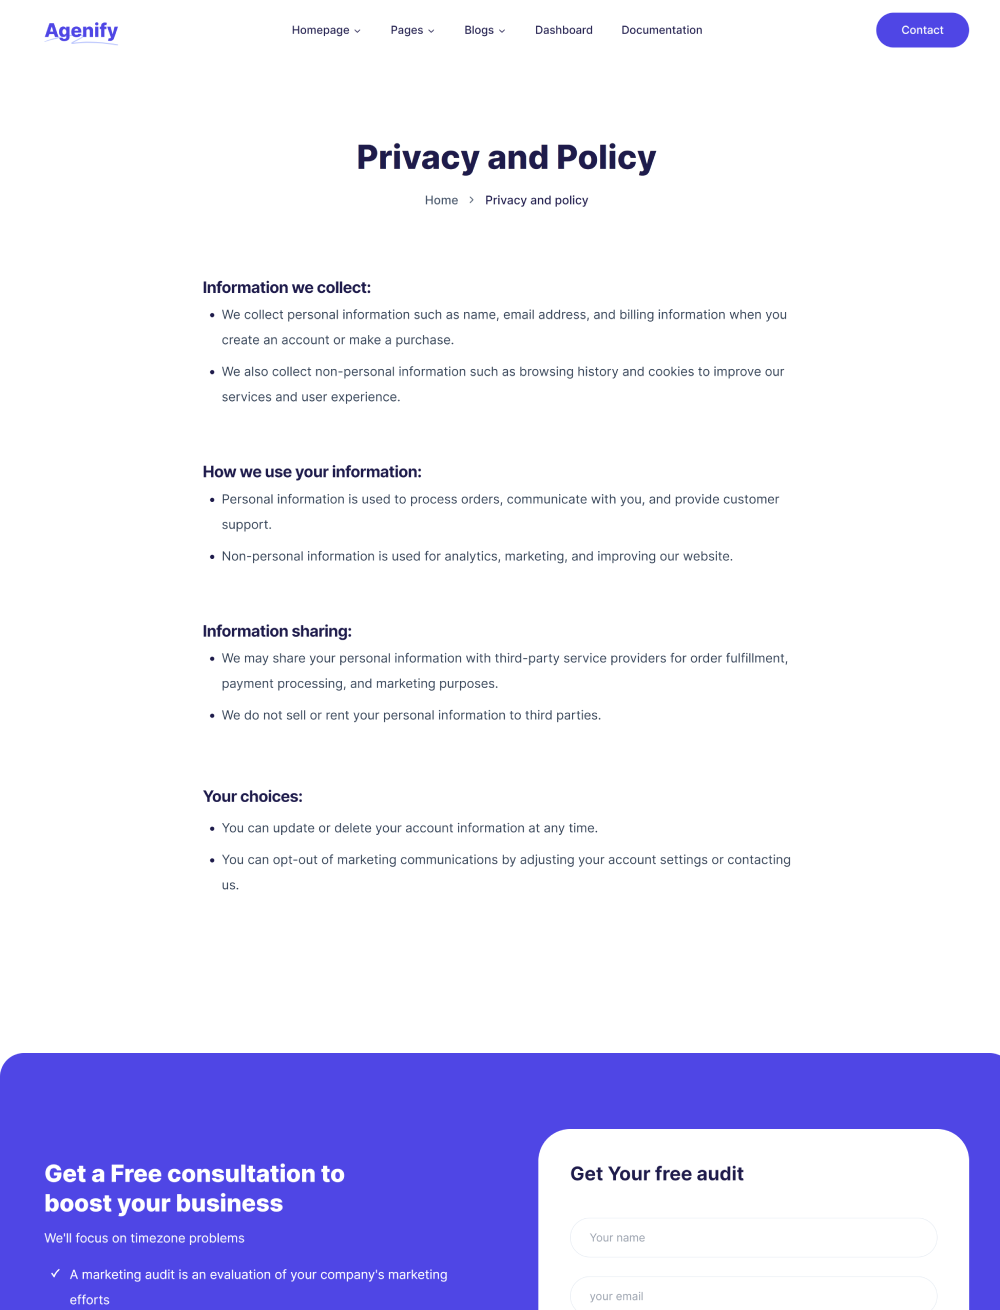 Agenify
Homepage
Pages
Blogs
Dashboard
Documentation
Contact
Privacy and Policy
Home > Privacy and policy
Information we collect:
• We collect personal information such as name, email address, and billing information when you
create an account or make a purchase.
• We also collect non-personal information such as browsing history and cookies to improve our
services and user experience.
How we use your information:
• Personal information is used to process orders, communicate with you, and provide customer
support.
• Non-personal information is used for analytics, marketing, and improving our website.
Information sharing:
• We may share your personal information with third-party service providers for order fulfillment,
payment processing, and marketing purposes.
• We do not sell or rent your personal information to third parties.
Your choices:
• You can update or delete your account information at any time.
• You can opt-out of marketing communications by adjusting your account settings or contacting
us.
Get a Free consultation to
boost your business
We'll focus on timezone problems
✓ A marketing audit is an evaluation of your company's marketing
efforts
Get Your free audit
Your name
your email